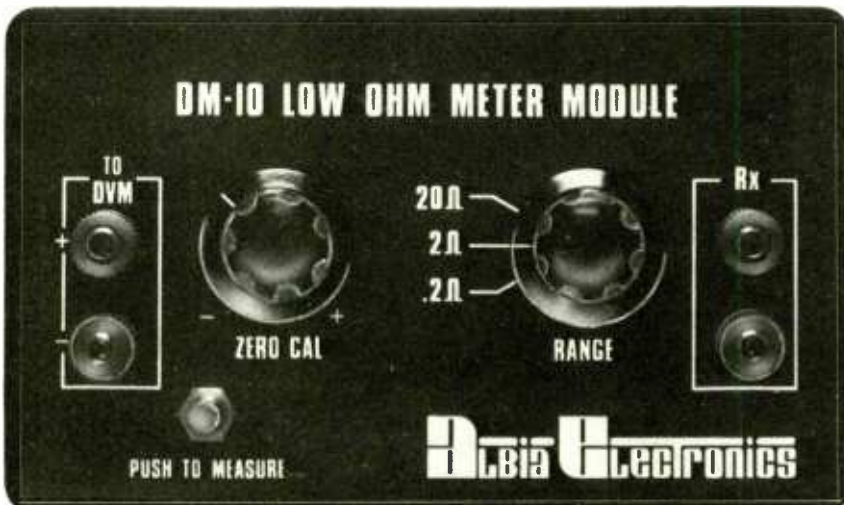 DM-10 LOW OHM METER MODULE
TO
DVM
+
-
- +
ZERO CAL
20Ω
2Ω
.2Ω
RANGE
Rx
PUSH TO MEASURE
Albia Electronics